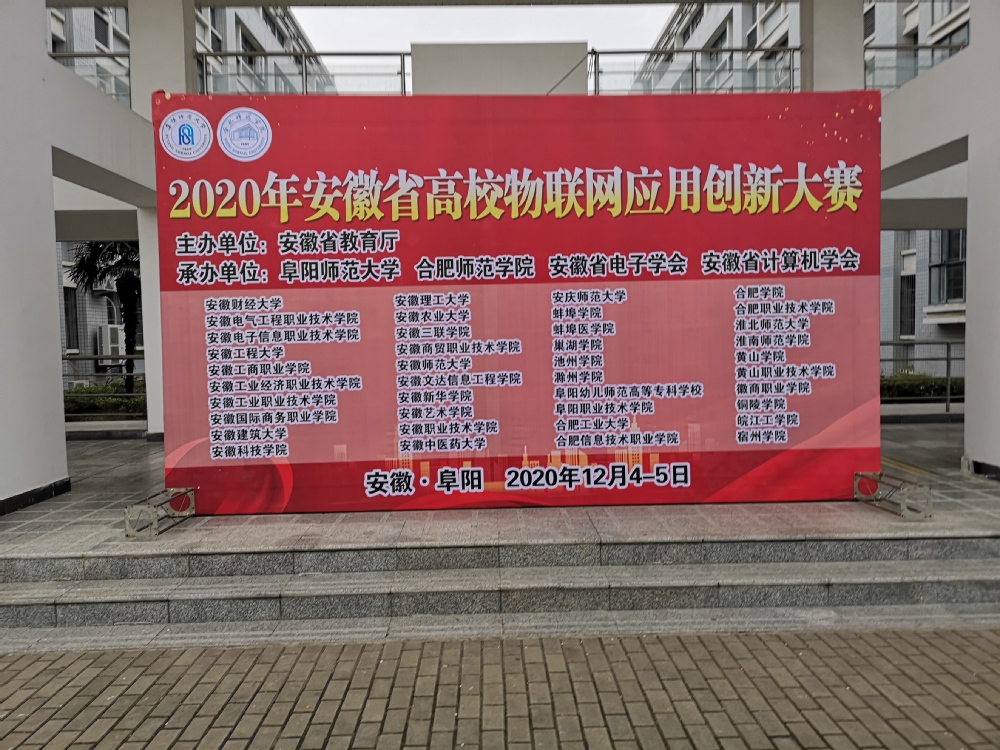 2020年安徽省高校物联网应用创新大赛
主办单位：安徽省教育厅
承办单位：阜阳师范大学 合肥师范学院 安徽省电子学会 安徽省计算机学会
安徽财经大学
安徽电气工程职业技术学院
安徽电子信息职业技术学院
安徽工程大学
安徽工商职业学院
安徽工业经济职业技术学院
安徽工业职业技术学院
安徽国际商务职业学院
安徽建筑大学
安徽科技学院
安徽理工大学
安徽农业大学
安徽三联学院
安徽商贸职业技术学院
安徽师范大学
安徽文达信息工程学院
安徽新华学院
安徽艺术学院
安徽职业技术学院
安徽中医药大学
安庆师范大学
蚌埠学院
蚌埠医学院
巢湖学院
池州学院
滁州学院
阜阳幼儿师范高等专科学校
阜阳职业技术学院
合肥工业大学
合肥信息技术职业学院
合肥学院
合肥职业技术学院
淮北师范大学
淮南师范学院
黄山学院
黄山职业技术学院
徽商职业学院
铜陵学院
皖江工学院
宿州学院
安徽·阜阳 2020年12月4-5日